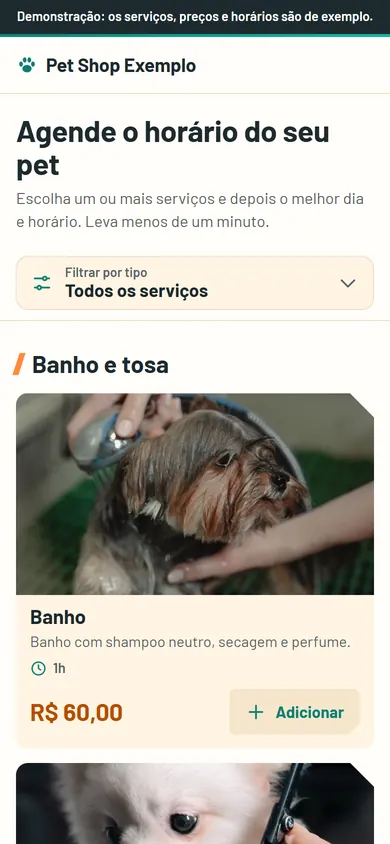 Demonstração: os serviços, preços e horários são de exemplo.
Pet Shop Exemplo
Agende o horário do seu
pet
Escolha um ou mais serviços e depois o melhor dia
e horário. Leva menos de um minuto.
Filtrar por tipo
Todos os serviços
Banho e tosa
Banho
Banho com shampoo neutro, secagem e perfume.
1h
R$ 60,00
Adicionar